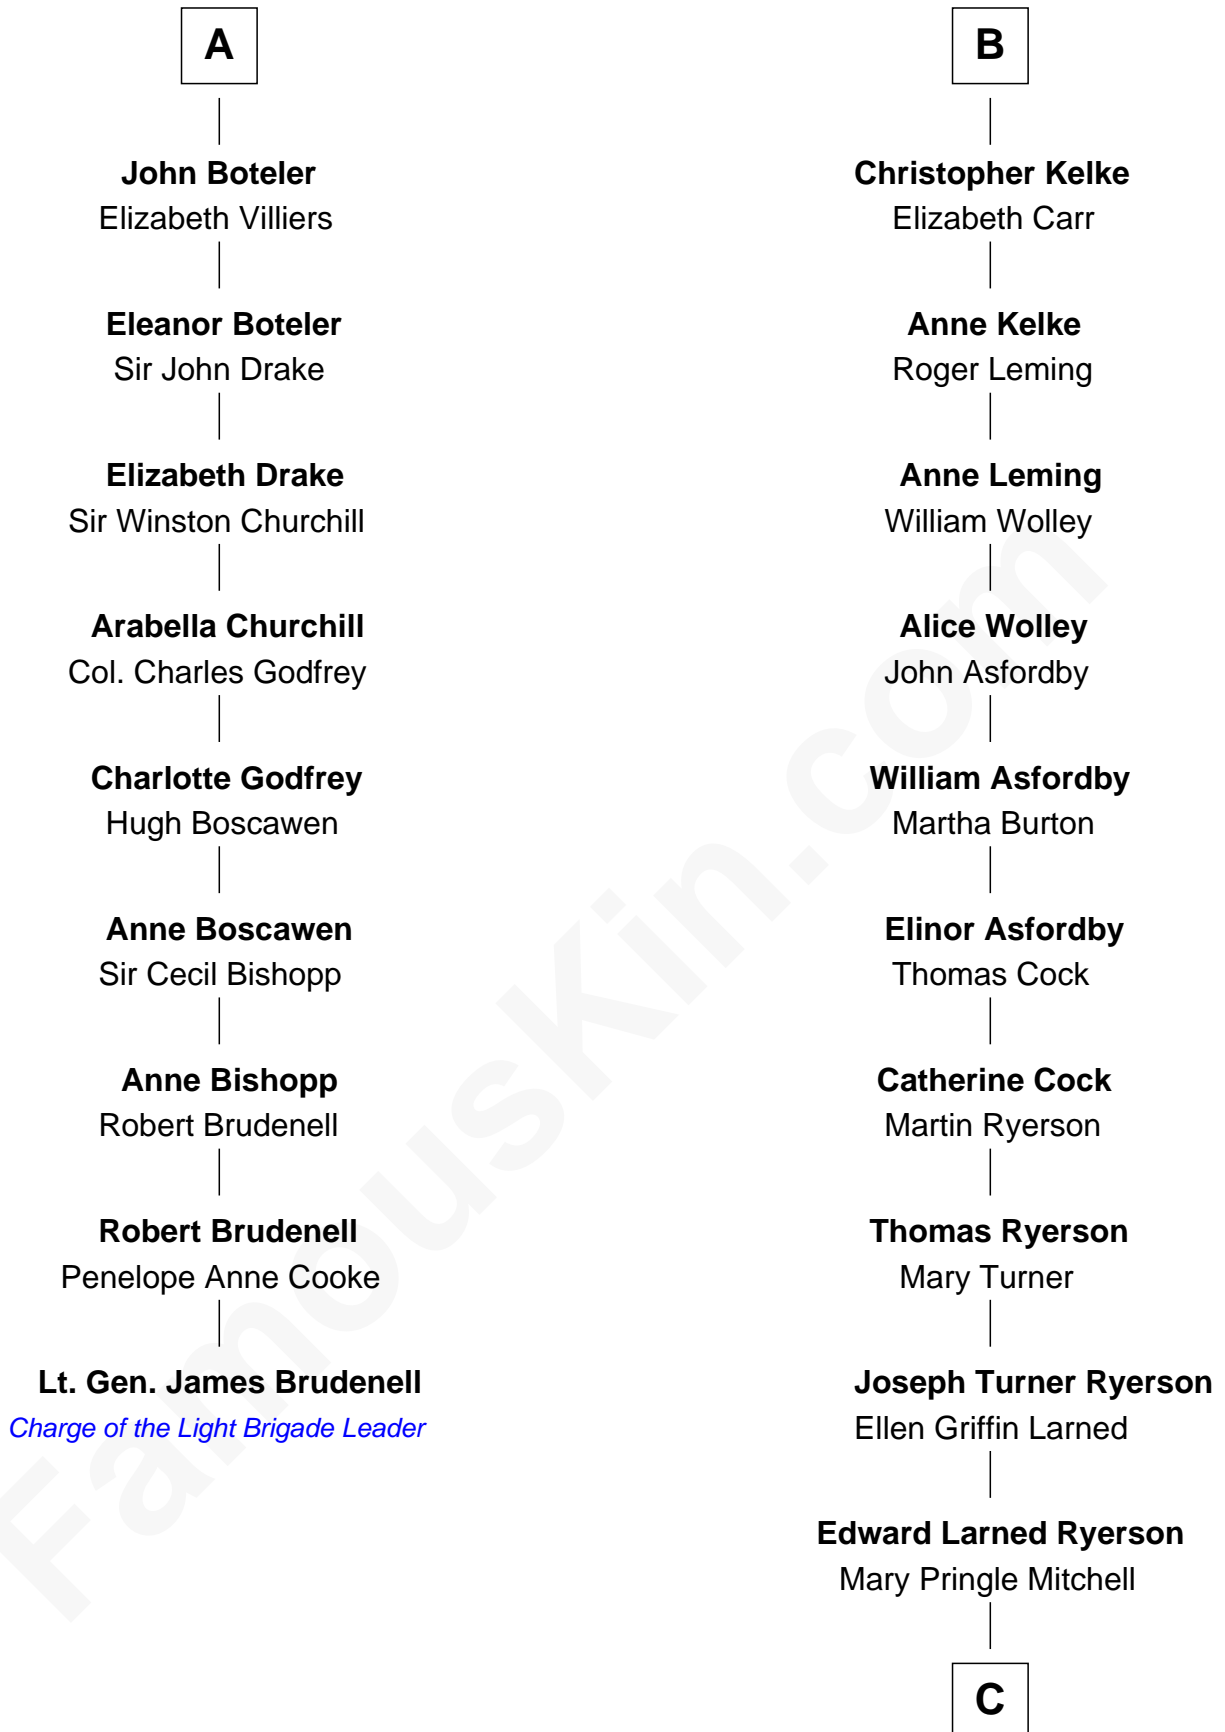 A
John Boteler
Elizabeth Villiers
Eleanor Boteler
Sir John Drake
Elizabeth Drake
Sir Winston Churchill
Arabella Churchill
Col. Charles Godfrey
Charlotte Godfrey
Hugh Boscawen
Anne Boscawen
Sir Cecil Bishopp
Anne Bishopp
Robert Brudenell
Robert Brudenell
Penelope Anne Cooke
Lt. Gen. James Brudenell
Charge of the Light Brigade Leader
B
Christopher Kelke
Elizabeth Carr
Anne Kelke
Roger Leming
Anne Leming
William Wolley
Alice Wolley
John Asfordby
William Asfordby
Martha Burton
Elinor Asfordby
Thomas Cock
Catherine Cock
Martin Ryerson
Thomas Ryerson
Mary Turner
Joseph Turner Ryerson
Ellen Griffin Larned
Edward Larned Ryerson
Mary Pringle Mitchell
C
FamousKin.com